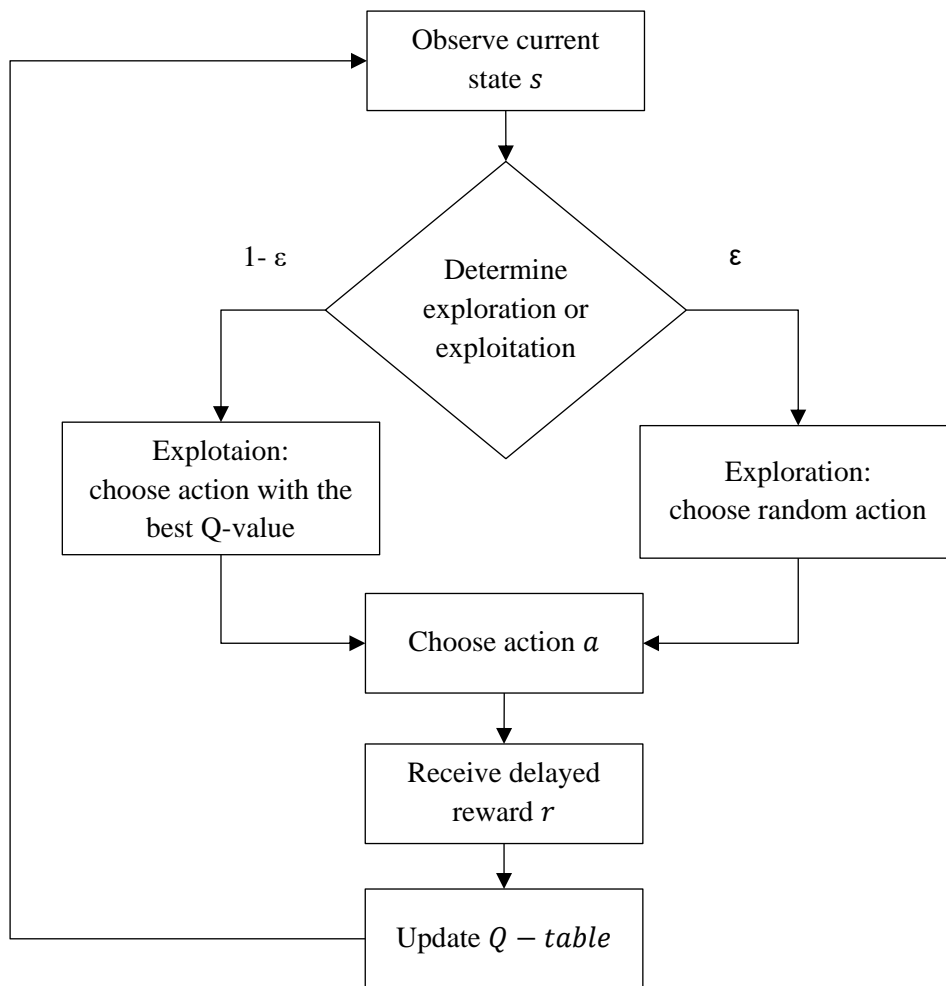 Observe current
state s
1- ε
ε
Determine
exploration or
exploitation
Explotaion:
choose action with the
best Q-value
Exploration:
choose random action
Choose action a
Receive delayed
reward r
Update Q − table